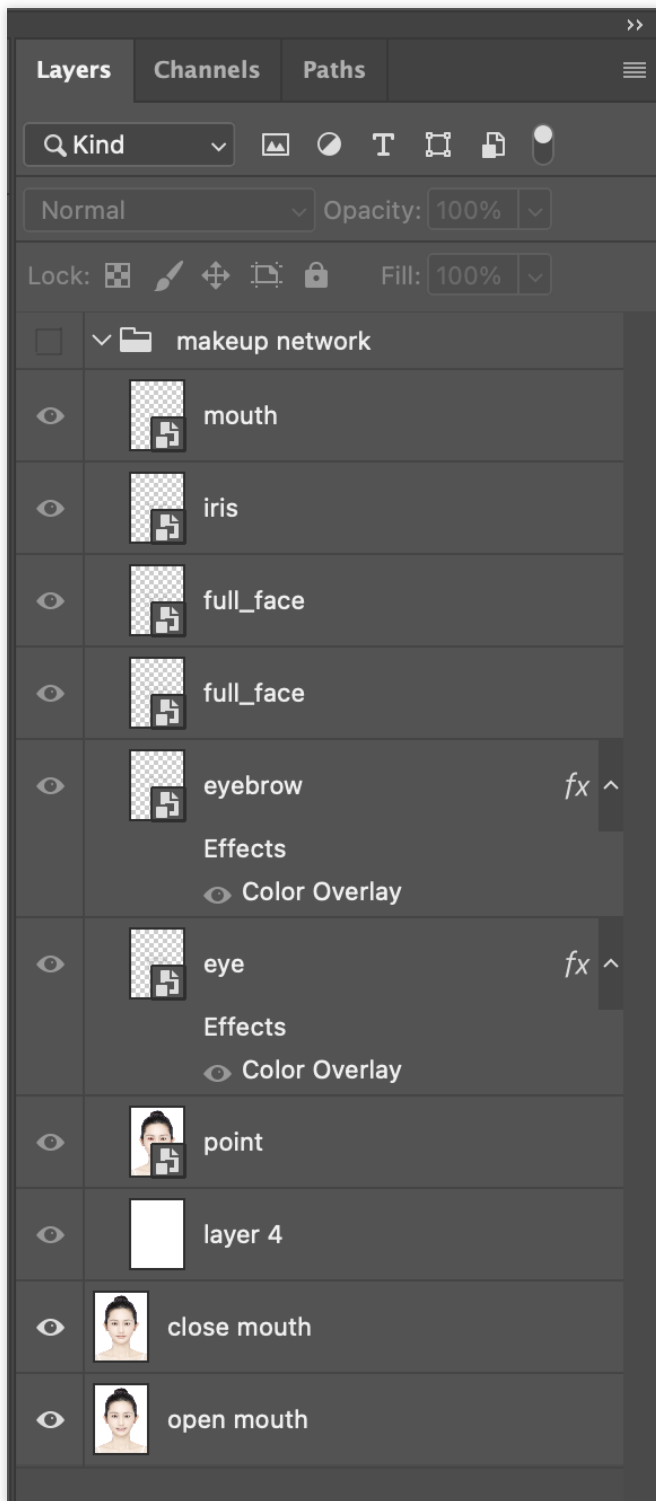 Layers Channels Paths
Kind
Normal Opacity: 100%
Lock: Fill: 100%
makeup network
mouth
iris
full_face
full_face
eyebrow fx
Effects
Color Overlay
eye fx
Effects
Color Overlay
point
layer 4
close mouth
open mouth